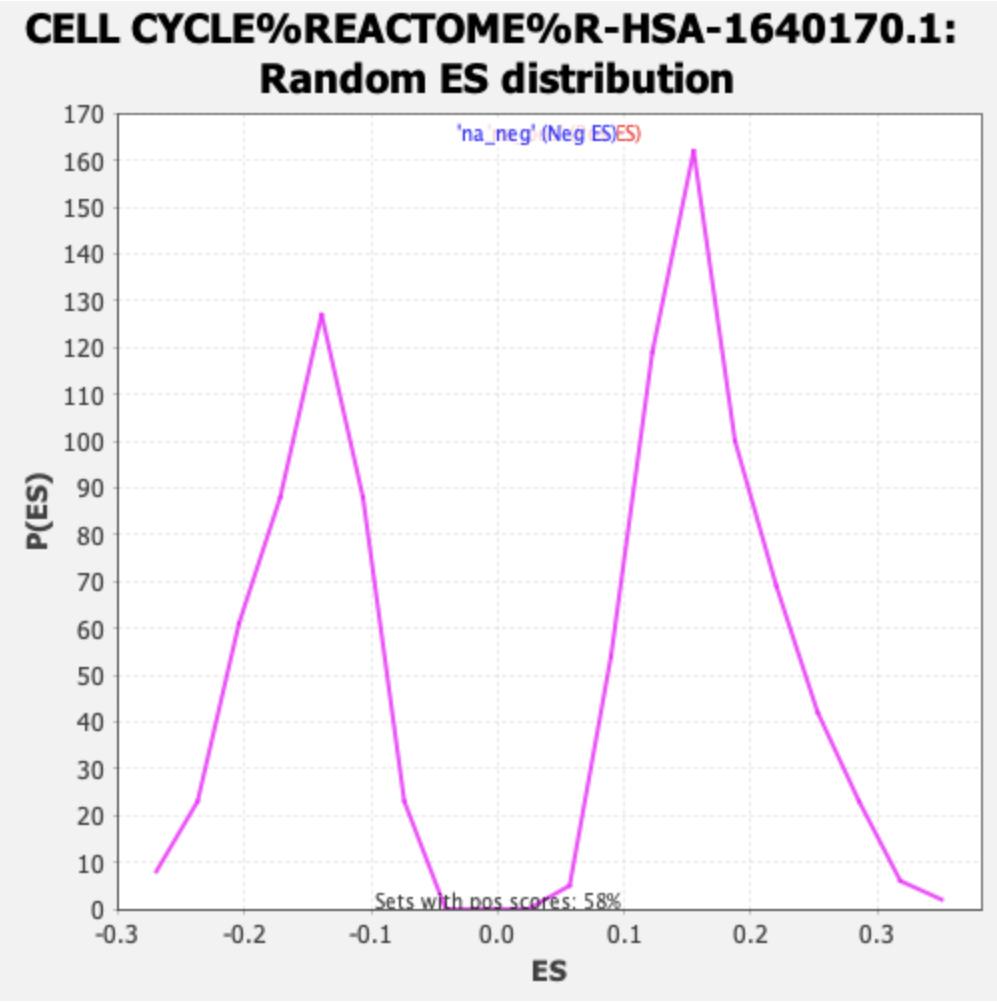 CELL CYCLE%REACTOME%R-HSA-1640170.1:
Random ES distribution
170
'na_neg' (Neg ES) ES)
160
150
140
130
120
110
100
90
80
70
60
50
40
30
20
10
0
P(ES)
Sets with pos scores: 58%
-0.3 -0.2 -0.1 0.0 0.1 0.2 0.3
ES